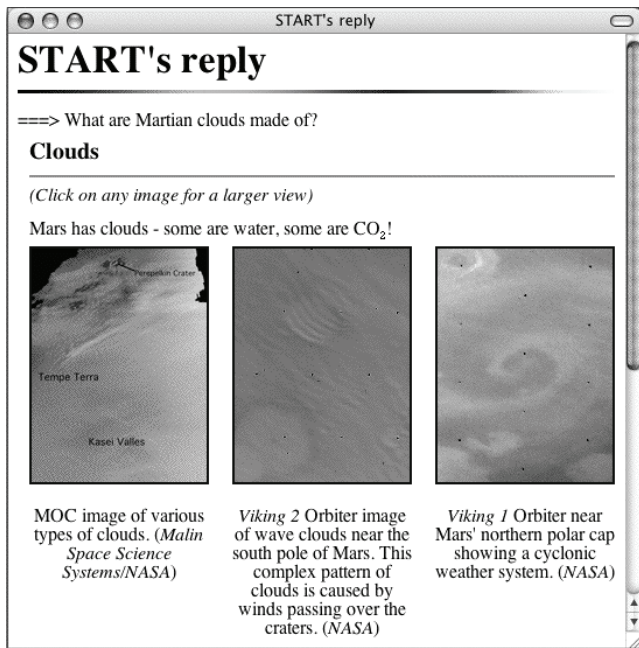 START's reply
START's reply
===> What are Martian clouds made of?
Clouds
(Click on any image for a larger view)
Mars has clouds - some are water, some are CO₂!
Perepelkin Crater
Tempe Terra
Kasei Valles
MOC image of various
types of clouds. (Malin
Space Science
Systems/NASA)
Viking 2 Orbiter image
of wave clouds near the
south pole of Mars. This
complex pattern of
clouds is caused by
winds passing over the
craters. (NASA)
Viking 1 Orbiter near
Mars' northern polar cap
showing a cyclonic
weather system. (NASA)